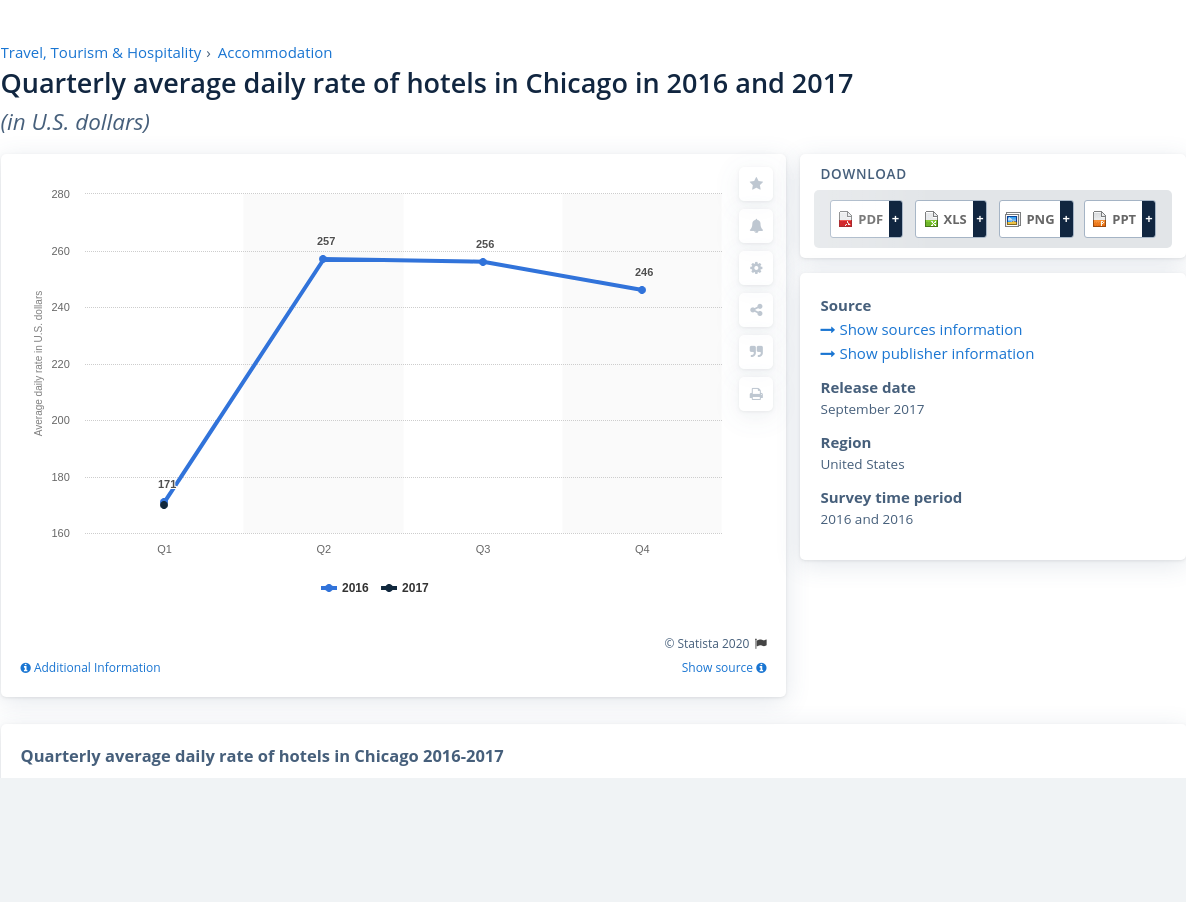 Travel, Tourism & Hospitality › Accommodation
Quarterly average daily rate of hotels in Chicago in 2016 and 2017
(in U.S. dollars)
Average daily rate in U.S. dollars
280
260
240
220
200
180
160
171
257
256
246
Q1 Q2 Q3 Q4
2016 2017
© Statista 2020
Additional Information Show source
DOWNLOAD
PDF + XLS + PNG + PPT +
Source
Show sources information
Show publisher information
Release date
September 2017
Region
United States
Survey time period
2016 and 2016
Quarterly average daily rate of hotels in Chicago 2016-2017